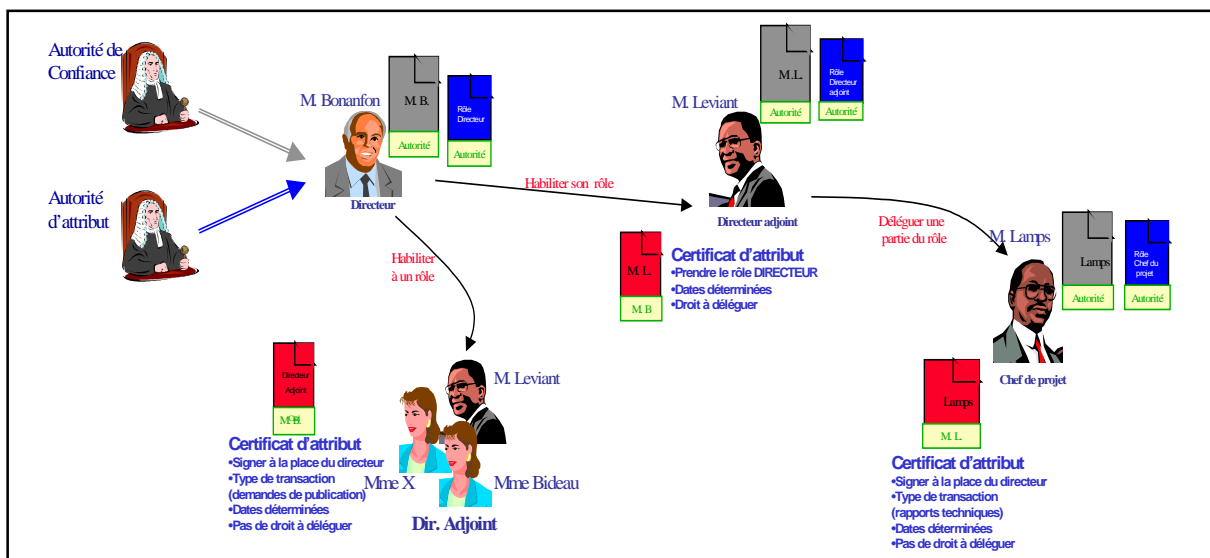 Autorité de
Confiance
Autorité
d'attribut
M. Bonanfon
M. B.
Autorité
Rôle
Directeur
Autorité
Directeur
Habiliter son rôle
Habiliter
à un rôle
M. Leviant
M.L.
Autorité
Rôle
Directeur
adjoint
Autorité
Directeur adjoint
M. L.
M. B
Certificat d'attribut
•Prendre le rôle DIRECTEUR
•Dates déterminées
•Droit à déléguer
Déléguer une
partie du rôle
M. Lamps
Lamps
Autorité
Rôle
Chef du
projet
Autorité
Chef de projet
Lamps
M. L.
Certificat d'attribut
•Signer à la place du directeur
•Type de transaction
(rapports techniques)
•Dates déterminées
•Pas de droit à déléguer
Directeur
Adjoint
Certificat d'attribut
•Signer à la place du directeur
•Type de transaction
(demandes de publication)
•Dates déterminées
•Pas de droit à déléguer
M. Leviant
Mme X
Mme Bideau
Dir. Adjoint